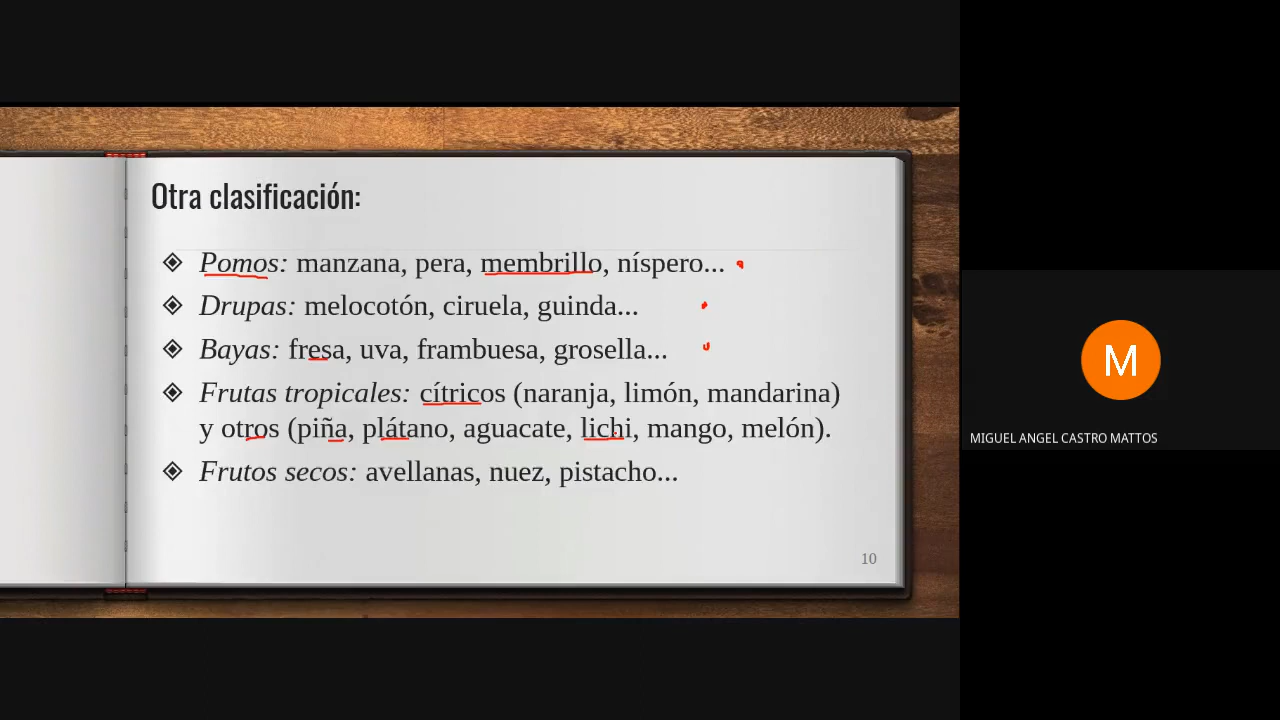 Otra clasificación:
Pomos: manzana, pera, membrillo, níspero...
Drupas: melocotón, ciruela, guinda...
Bayas: fresa, uva, frambuesa, grosella...
Frutas tropicales: cítricos (naranja, limón, mandarina)
y otros (piña, plátano, aguacate, lichi, mango, melón).
Frutos secos: avellanas, nuez, pistacho...
10
M
MIGUEL ANGEL CASTRO MATTOS